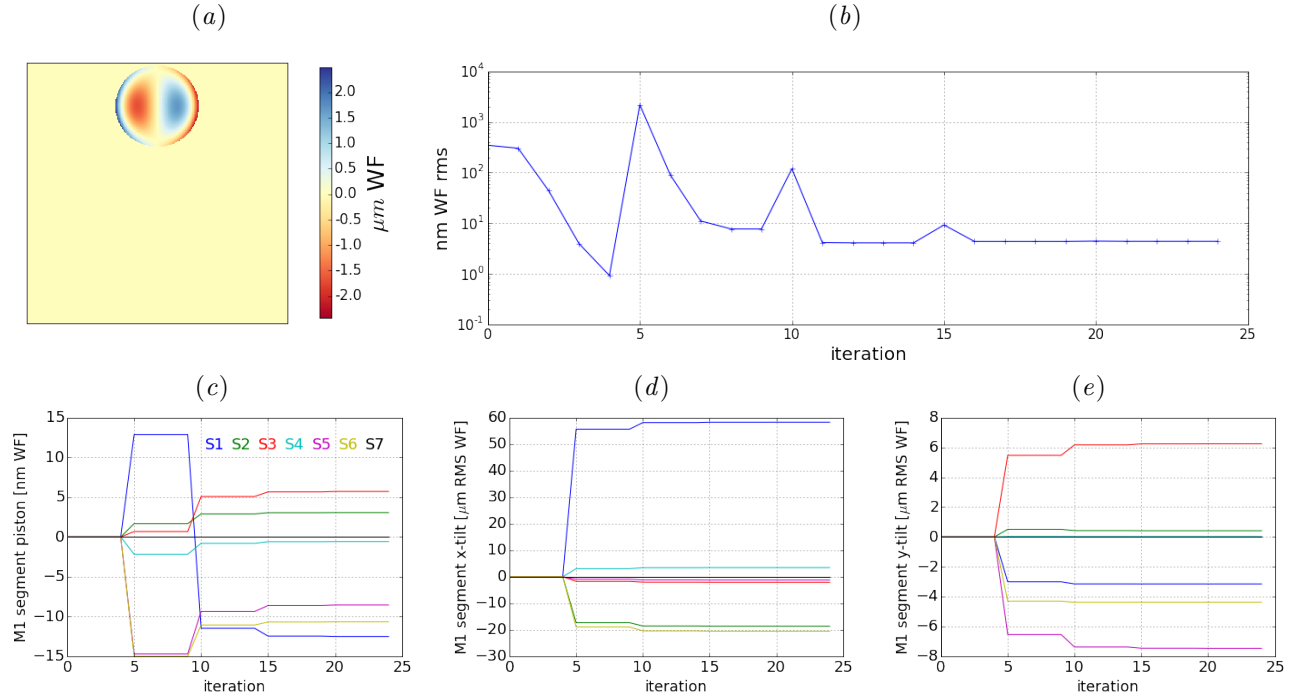 (a)
2.0
1.5
1.0
0.5
0.0
-0.5
-1.0
-1.5
-2.0
μm WF
(b)
10^4
10^3
10^2
10^1
10^0
10^-1
nm WF rms
0 5 10 15 20 25
iteration
(c)
15
10
5
0
−5
−10
−15
M1 segment piston [nm WF]
S1 S2 S3 S4 S5 S6 S7
0 5 10 15 20 25
iteration
(d)
60
50
40
30
20
10
0
−10
−20
−30
M1 segment x-tilt [μm RMS WF]
0 5 10 15 20 25
iteration
(e)
8
6
4
2
0
−2
−4
−6
−8
M1 segment y-tilt [μm RMS WF]
0 5 10 15 20 25
iteration